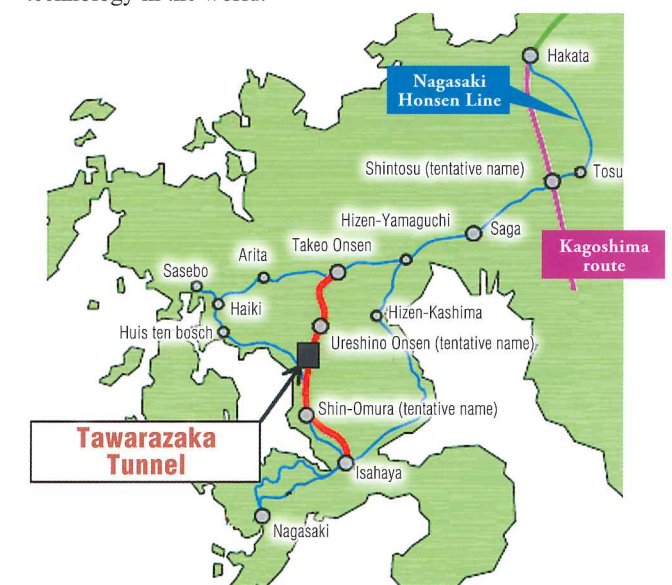 Hakata
Nagasaki
Honsen Line
Shintosu (tentative name)
Tosu
Hizen-Yamaguchi
Saga
Kagoshima
route
Takeo Onsen
Arita
Sasebo
Haiki
Hizen-Kashima
Huis ten bosch
Ureshino Onsen (tentative name)
Shin-Omura (tentative name)
Tawarazaka
Tunnel
Isahaya
Nagasaki